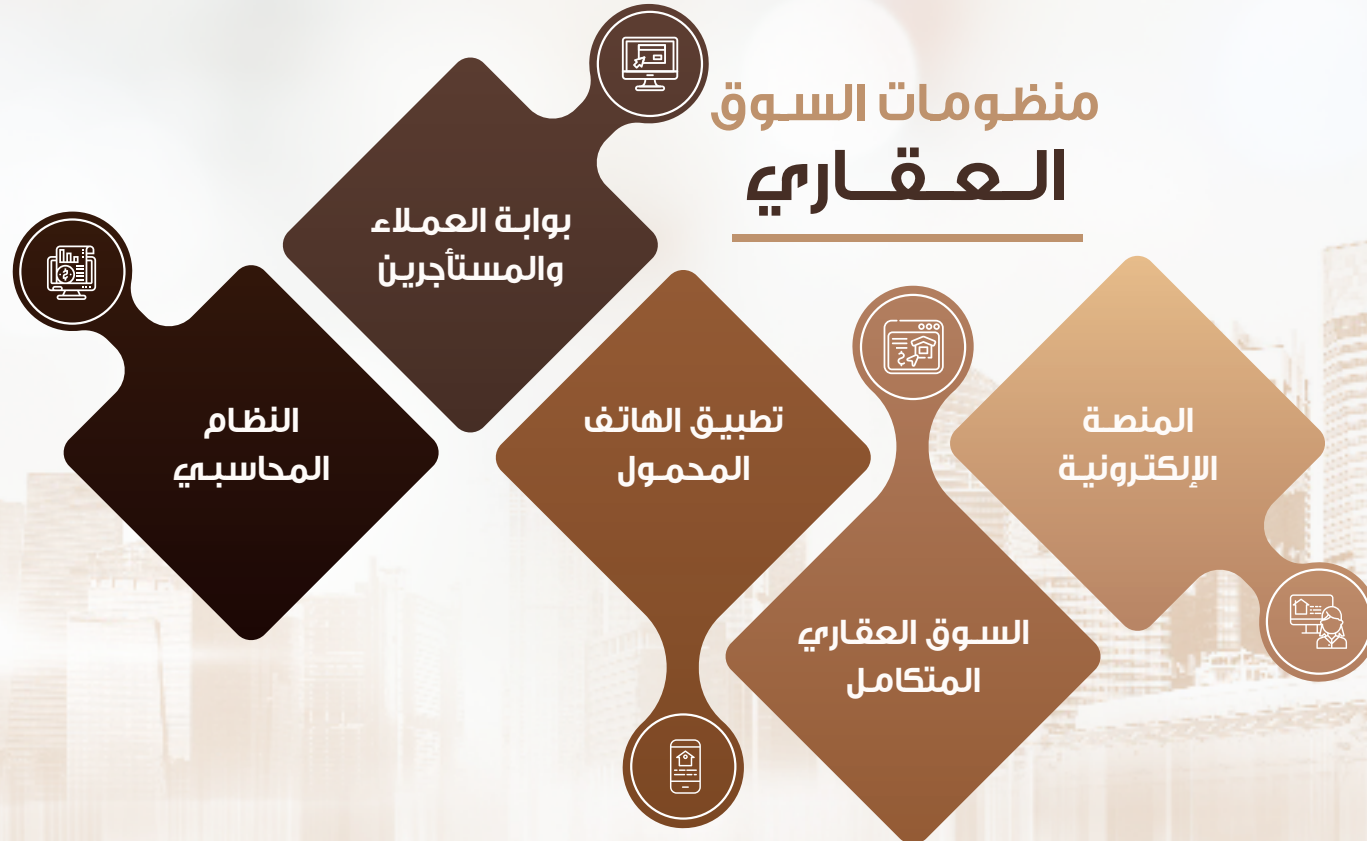 منظومات السوق
العقاري
المنصة
الإلكترونية
السوق العقاري
المتكامل
تطبيق الهاتف
المحمول
بوابة العملاء
والمستأجرين
النظام
المحاسبي